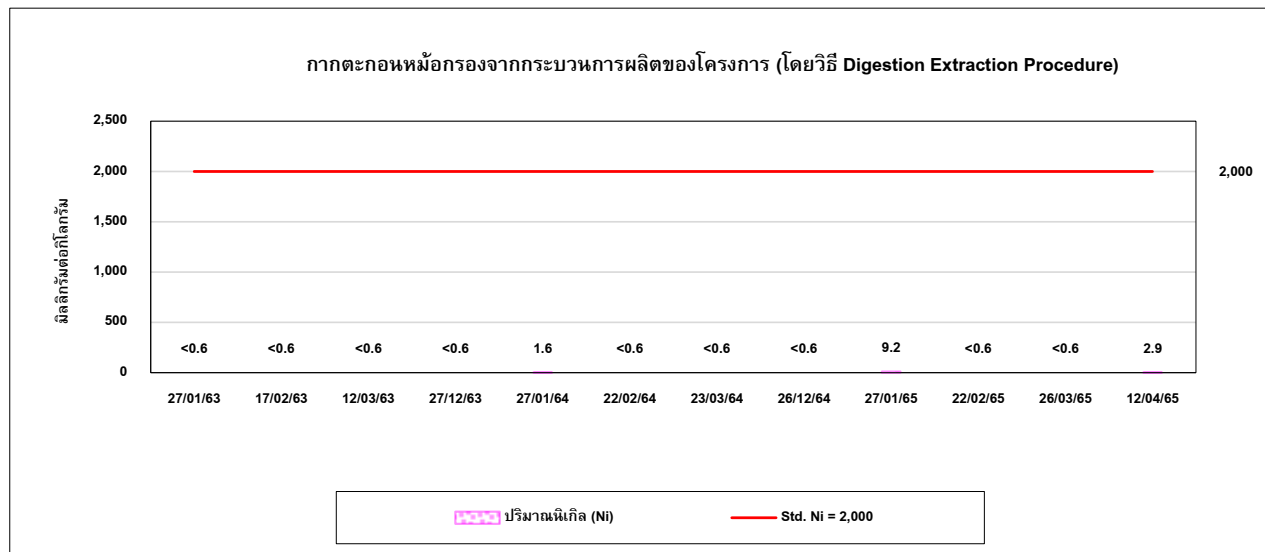 กากตะกอนหม้อกรองจากกระบวนการผลิตของโครงการ (โดยวิธี Digestion Extraction Procedure)
มิลลิกรัมต่อกิโลกรัม
2,500
2,000
1,500
1,000
500
0
2,000
<0.6 <0.6 <0.6 <0.6 1.6 <0.6 <0.6 <0.6 9.2 <0.6 <0.6 2.9
27/01/63 17/02/63 12/03/63 27/12/63 27/01/64 22/02/64 23/03/64 26/12/64 27/01/65 22/02/65 26/03/65 12/04/65
ปริมาณนิเกิล (Ni) Std. Ni = 2,000